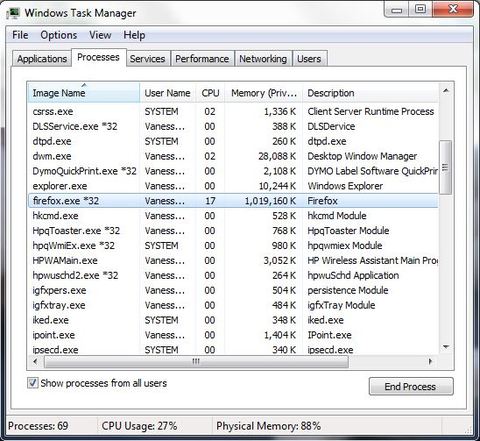 Windows Task Manager
File Options View Help
Applications Processes Services Performance Networking Users
Image Name User Name CPU Memory (Priv... Description
csrss.exe SYSTEM 02 1,336 K Client Server Runtime Process
DLSService.exe *32 Vaness... 00 388 K DLSDervice
dtpd.exe SYSTEM 00 260 K dtpd.exe
dwm.exe Vaness... 02 28,088 K Desktop Window Manager
DymoQuickPrint.exe *32 Vaness... 00 2,108 K DYMO Label Software QuickPrir
explorer.exe Vaness... 00 10,244 K Windows Explorer
firefox.exe *32 Vaness... 17 1,019,160 K Firefox
hkcmd.exe Vaness... 00 528 K hkcmd Module
HpqToaster.exe *32 Vaness... 00 768 K HpqToaster Module
hpqWmiEx.exe *32 SYSTEM 00 980 K hpqwmiex Module
HPWAMain.exe Vaness... 00 3,052 K HP Wireless Assistant Main Prog
hpwuschd2.exe *32 Vaness... 00 264 K hpwuSchd Application
igfxpers.exe Vaness... 00 504 K persistence Module
igfxtray.exe Vaness... 00 484 K igfxTray Module
iked.exe SYSTEM 00 348 K iked.exe
ipoint.exe Vaness... 00 1,404 K IPoint.exe
ipsecd.exe SYSTEM 00 340 K ipsecd.exe
Show processes from all users End Process
Processes: 69 CPU Usage: 27% Physical Memory: 88%